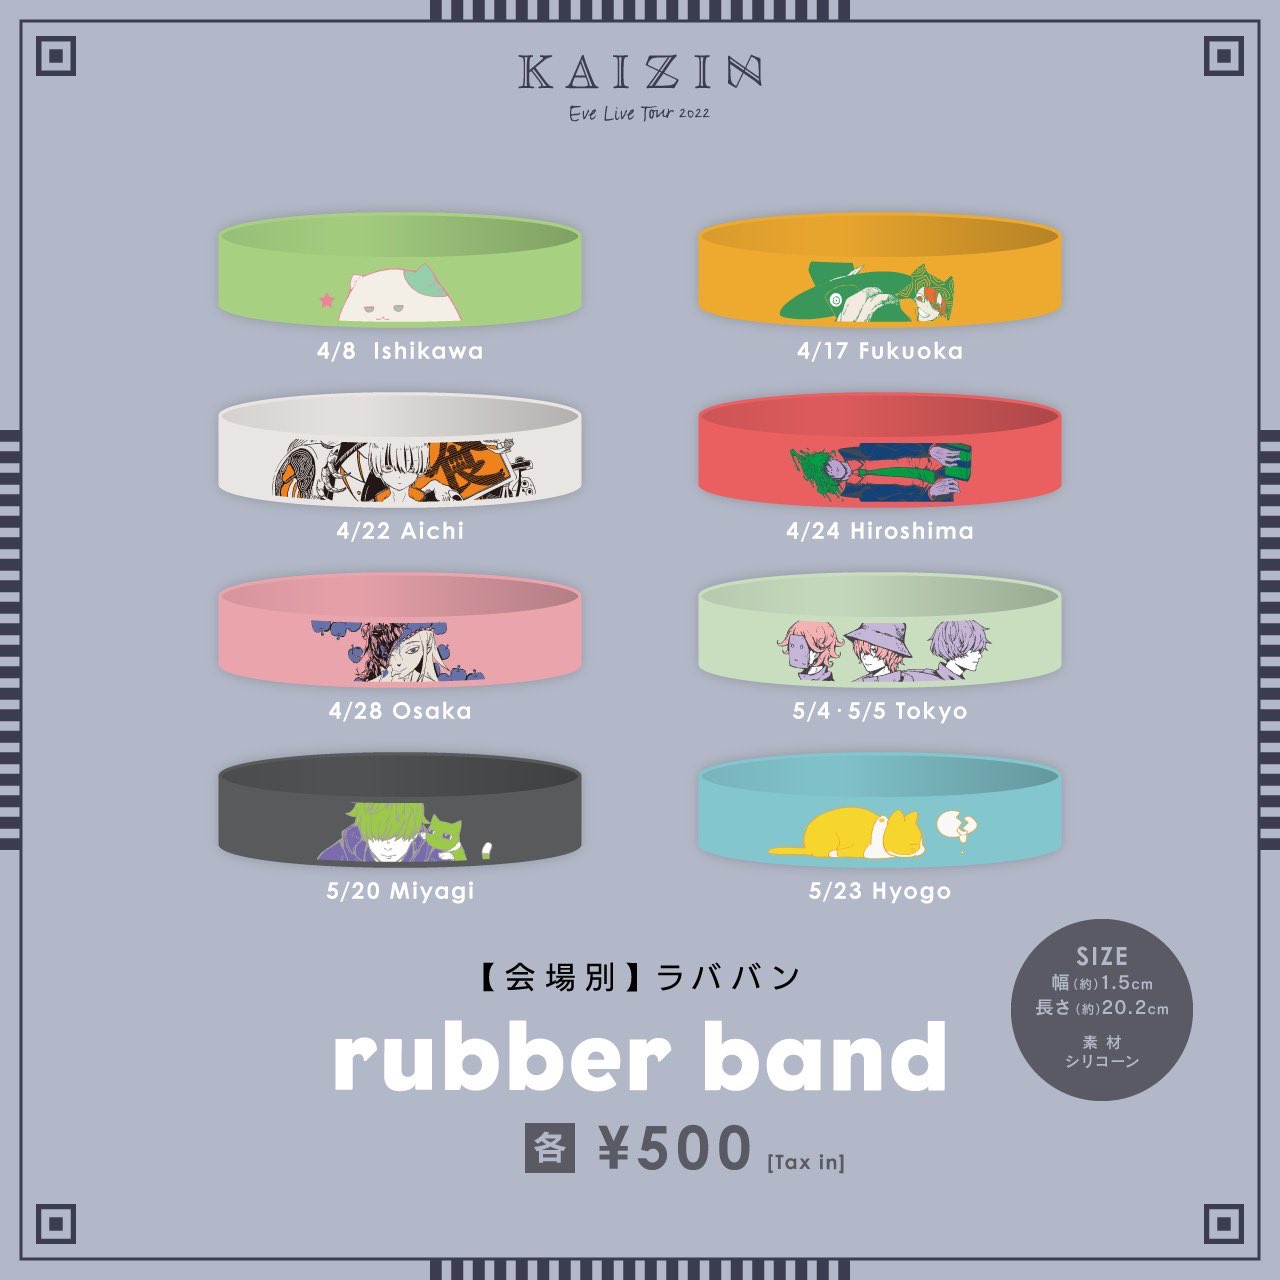 KAIZIN
Eve Live Tour 2022
4/8 Ishikawa
4/17 Fukuoka
4/22 Aichi
4/24 Hiroshima
4/28 Osaka
5/4・5/5 Tokyo
5/20 Miyagi
5/23 Hyogo
【会場別】ラババン
rubber band
各 ¥500 [Tax in]
SIZE
幅(約)1.5cm
長さ(約)20.2cm
素材
シリコーン